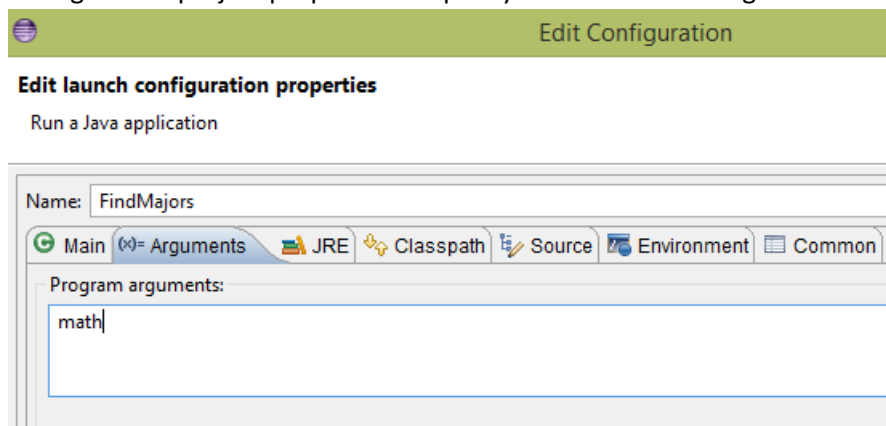 Edit Configuration
Edit launch configuration properties
Run a Java application
Name: FindMajors
Main (x)= Arguments JRE Classpath Source Environment Common
Program arguments:
math